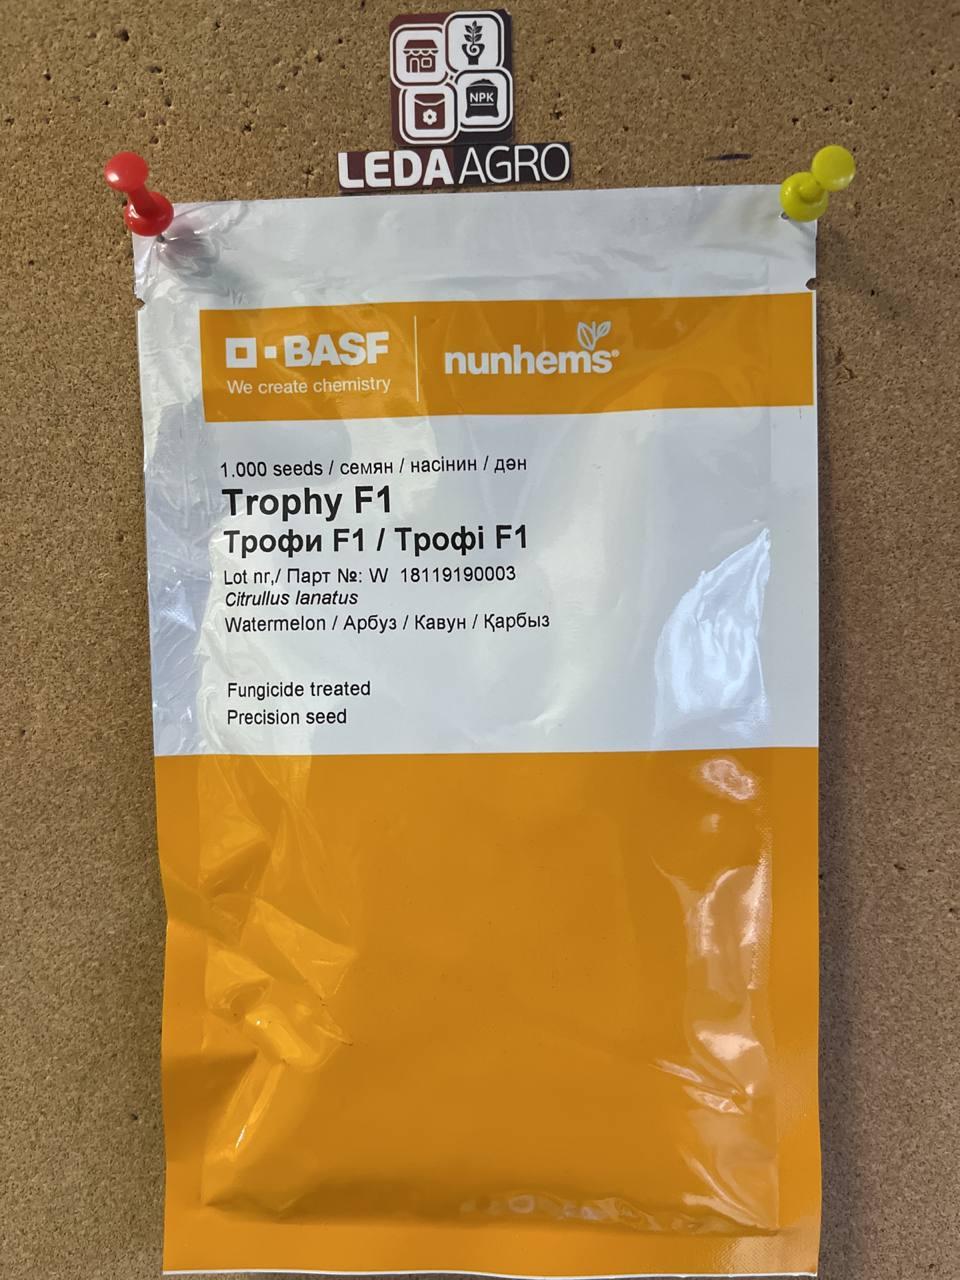 NPK
LEDA AGRO
BASF
We create chemistry
nunhems®
1.000 seeds / семян / насінин / дән
Trophy F1
Трофи F1 / Трофі F1
Lot nr,/ Парт №: W 18119190003
Citrullus lanatus
Watermelon / Арбуз / Кавун / Қарбыз
Fungicide treated
Precision seed